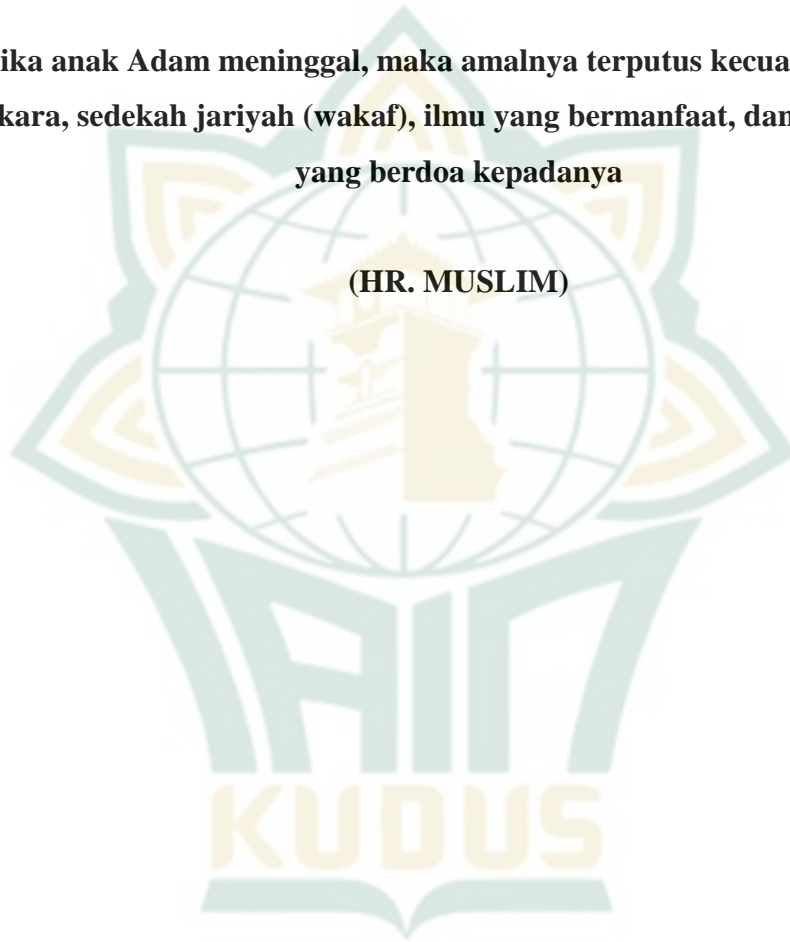 ika anak Adam meninggal, maka amalnya terputus kecua
kara, sedekah jariyah (wakaf), ilmu yang bermanfaat, dan
yang berdoa kepadanya
(HR. MUSLIM)
IAIN
KUDUS